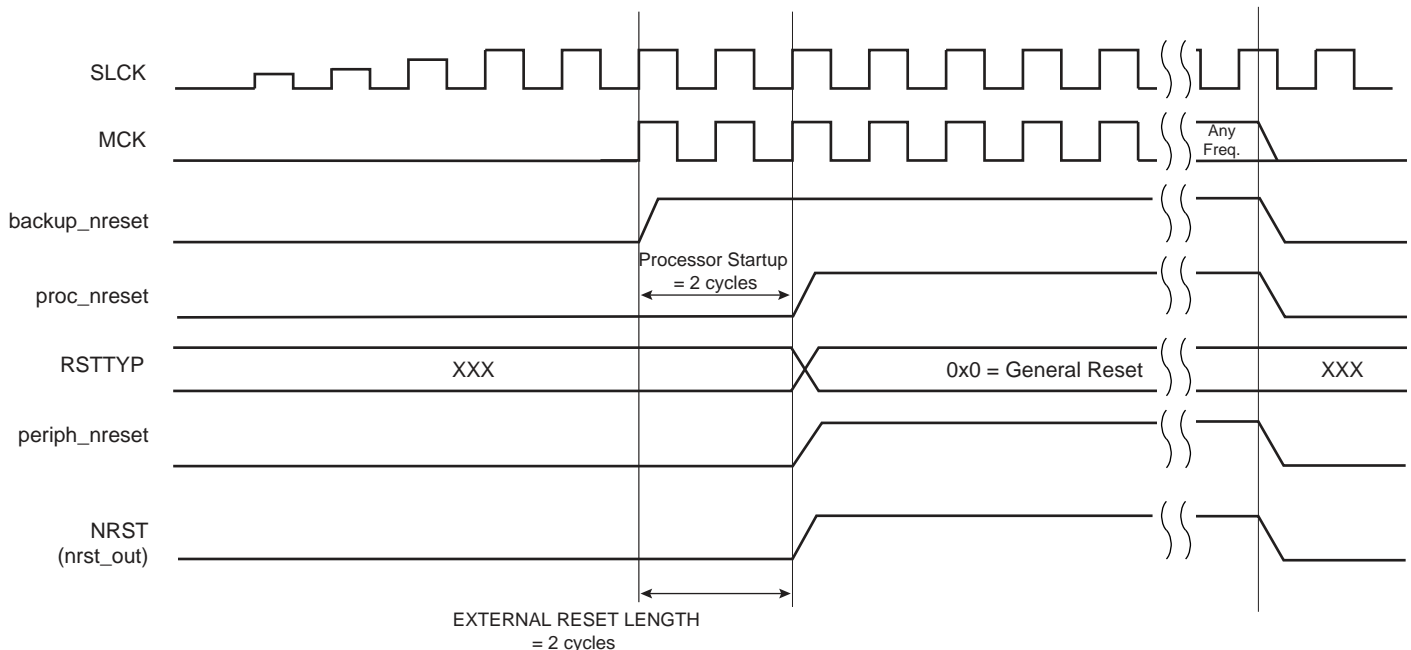 SLCK
MCK
Any
Freq.
backup_nreset
Processor Startup
= 2 cycles
proc_nreset
RSTTYP
XXX
0x0 = General Reset
XXX
periph_nreset
NRST
(nrst_out)
EXTERNAL RESET LENGTH
= 2 cycles